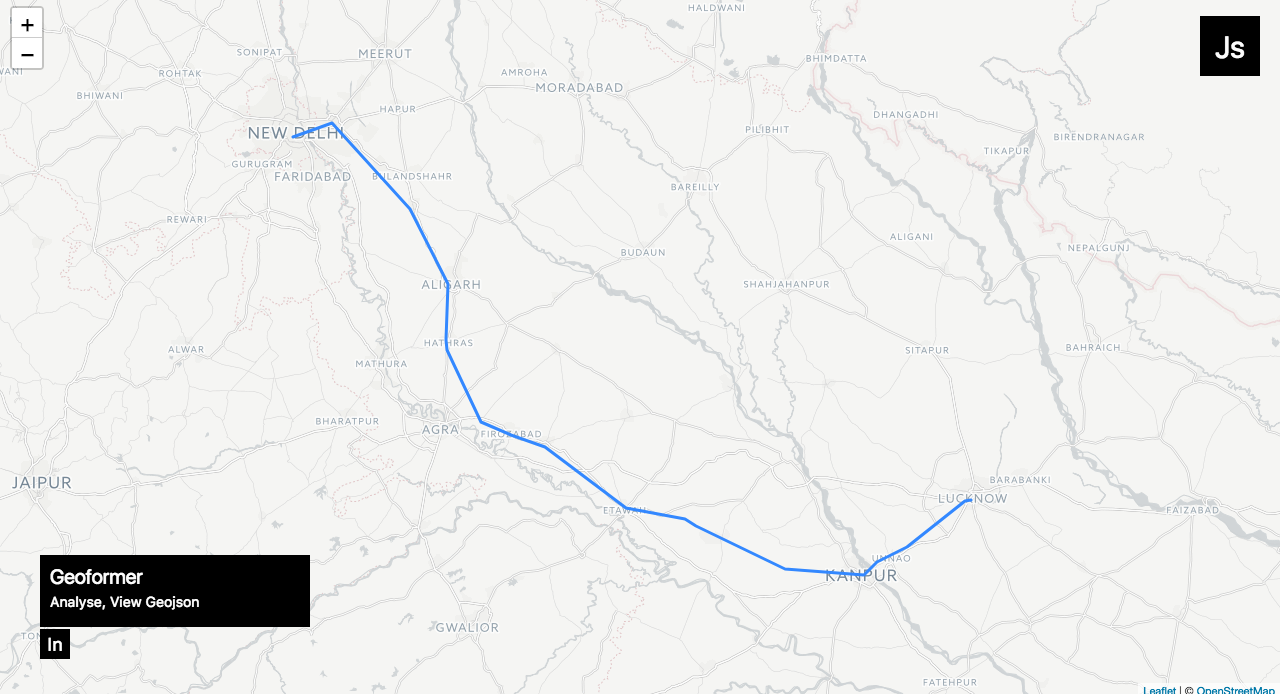 HALDWANI
+
−
Js
SONIPAT
MEERUT
BHIMDATTA
ROHTAK
AMROHA
MORADABAD
BHIWANI
HAPUR
DHANGADHI
NEW DELHI
PILIBHIT
BIRENDRANAGAR
TIKAPUR
GURUGRAM
FARIDABAD
BULANDSHAHR
BAREILLY
REWARI
ALIGANI
NEPALGUNJ
BUDAUN
ALIGARH
SHAHJAHANPUR
HATHRAS
ALWAR
MATHURA
SITAPUR
BAHRAICH
BHARATPUR
AGRA
FIROZABAD
JAIPUR
BARABANKI
LUCKNOW
ETAWAH
FAIZABAD
UNNAO
KANPUR
Geoformer
Analyse, View Geojson
GWALIOR
In
FATEHPUR
Leaflet | © OpenStreetMap